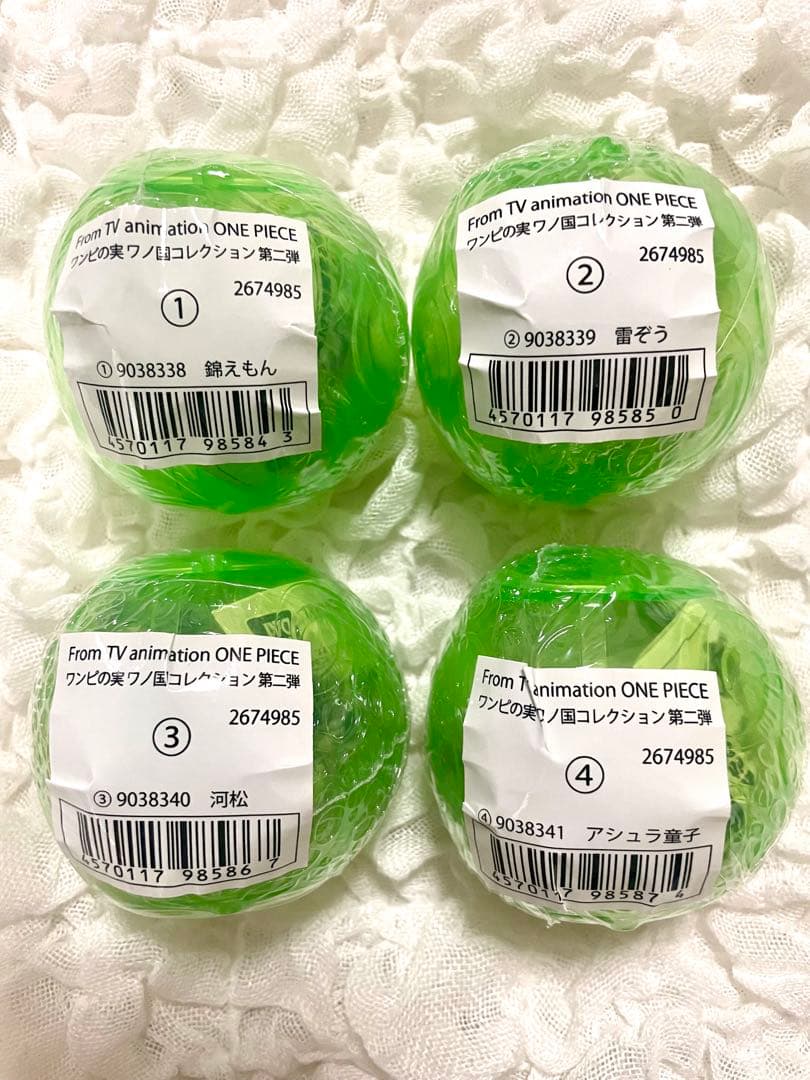 From TV animation ONE PIECE
ワンピの実 ワノ国コレクション 第二弾
2674985
①
① 9038338 錦えもん
4570117 98584 3
From TV animation ONE PIECE
ワンピの実 ワノ国コレクション 第二弾
2674985
②
② 9038339 雷ぞう
4570117 98585 0
From TV animation ONE PIECE
ワンピの実 ワノ国コレクション 第二弾
2674985
③
③ 9038340 河松
4570117 98586 7
From T animation ONE PIECE
ワンピの実 ワノ国コレクション 第二弾
2674985
④
④ 9038341 アシュラ童子
4570117 98587 4